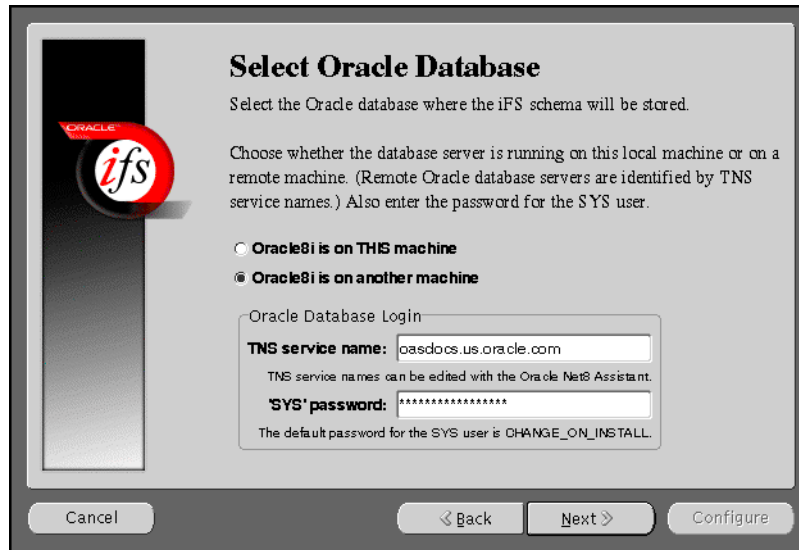 Select Oracle Database
Select the Oracle database where the iFS schema will be stored.
ORACLE
ifs
Choose whether the database server is running on this local machine or on a
remote machine. (Remote Oracle database servers are identified by TNS
service names.) Also enter the password for the SYS user.
Oracle8i is on THIS machine
Oracle8i is on another machine
Oracle Database Login
TNS service name: oasdocs.us.oracle.com
TNS service names can be edited with the Oracle Net8 Assistant.
'SYS' password: *****************
The default password for the SYS user is CHANGE_ON_INSTALL.
Cancel Back Next Configure